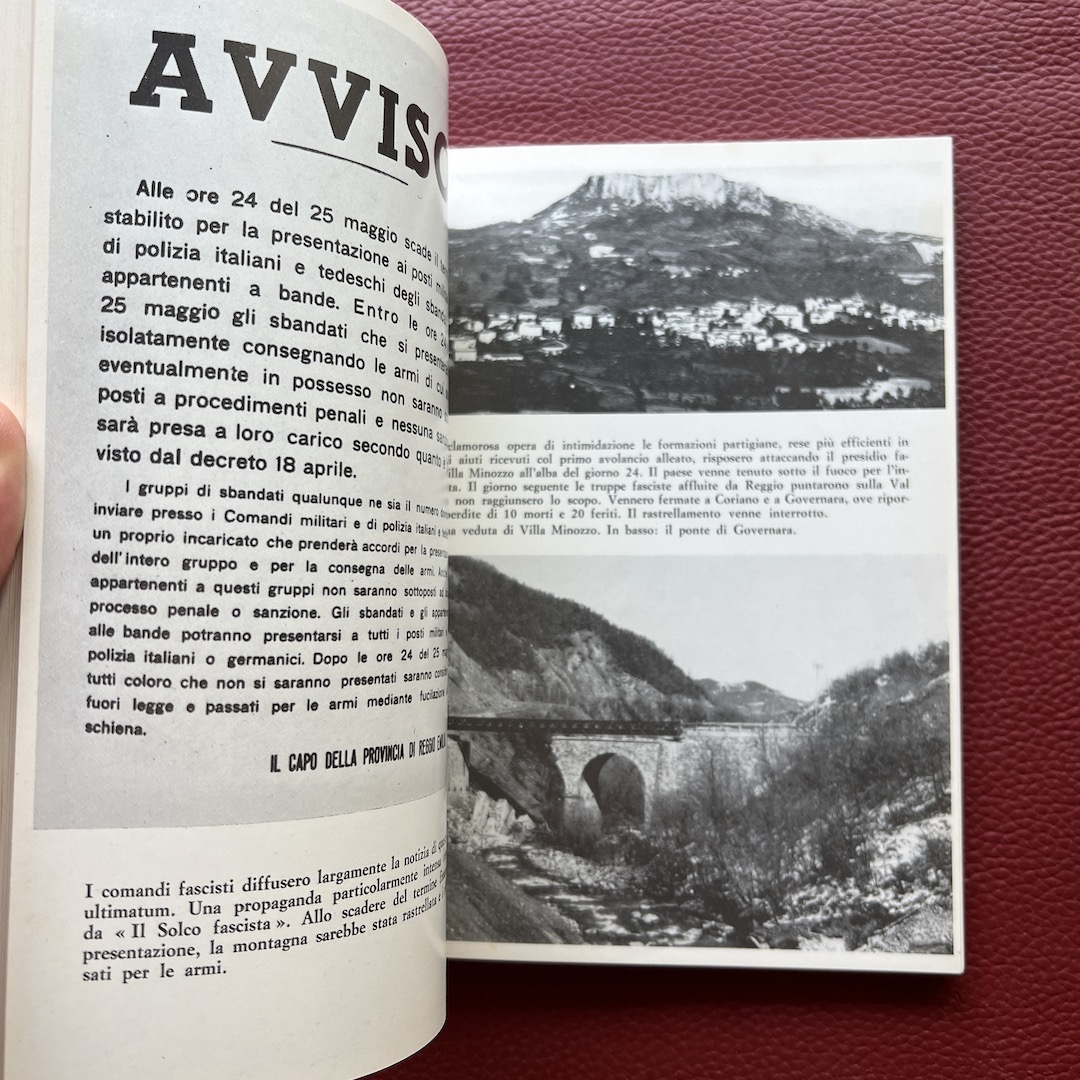 AVVISO
Alle ore 24 del 25 maggio scade il
stabilito per la presentazione ai posti
di polizia italiani e tedeschi degli
appartenenti a bande. Entro le ore
25 maggio gli sbandati che si
isolatamente consegnando le armi di
eventualmente in possesso non saranno
posti a procedimenti penali e nessuna
sarà presa a loro carico secondo quanto
visto dal decreto 18 aprile.
I gruppi di sbandati qualunque ne sia il numero
inviare presso i Comandi militari e di polizia italiani e
un proprio incaricato che prenderà accordi per la
dell'intero gruppo e per la consegna delle armi.
appartenenti a questi gruppi non saranno sottoposti ad
processo penale o sanzione. Gli sbandati e gli
alle bande potranno presentarsi a tutti i posti
polizia italiani o germanici. Dopo le ore 24 del 25
tutti coloro che non si saranno presentati saranno
fuori legge e passati per le armi mediante fucilazione
schiena.
IL CAPO DELLA PROVINCIA DI REGGIO
I comandi fascisti diffusero largamente la notizia di
ultimatum. Una propaganda particolarmente intensa
da « Il Solco fascista ». Allo scadere del termine
presentazione, la montagna sarebbe stata rastrellata e
sati per le armi.
clamorosa opera di intimidazione le formazioni partigiane, rese più efficienti in
aiuti ricevuti col primo aviolancio alleato, risposero attaccando il presidio fa-
Villa Minozzo all'alba del giorno 24. Il paese venne tenuto sotto il fuoco per l'in-
ta. Il giorno seguente le truppe fasciste affluite da Reggio puntarono sulla Val
non raggiunsero lo scopo. Vennero fermate a Coriano e a Governara, ove ripor-
perdite di 10 morti e 20 feriti. Il rastrellamento venne interrotto.
veduta di Villa Minozzo. In basso: il ponte di Governara.